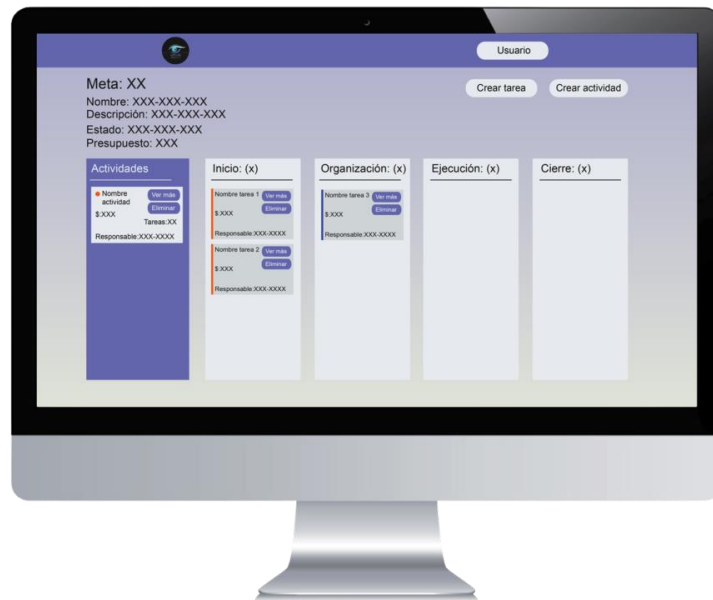 Usuario
Meta: XX
Crear tarea
Crear actividad
Nombre: XXX-XXX-XXX
Descripción: XXX-XXX-XXX
Estado: XXX-XXX-XXX
Presupuesto: XXX
Actividades
Nombre actividad
Ver más
Eliminar
$:XXX
Tareas:XX
Responsable:XXX-XXXX
Inicio: (x)
Nombre tarea 1
Ver más
Eliminar
$:XXX
Responsable:XXX-XXXX
Nombre tarea 2
Ver más
Eliminar
$:XXX
Responsable:XXX-XXXX
Organización: (x)
Nombre tarea 3
Ver más
Eliminar
$:XXX
Responsable:XXX-XXXX
Ejecución: (x)
Cierre: (x)